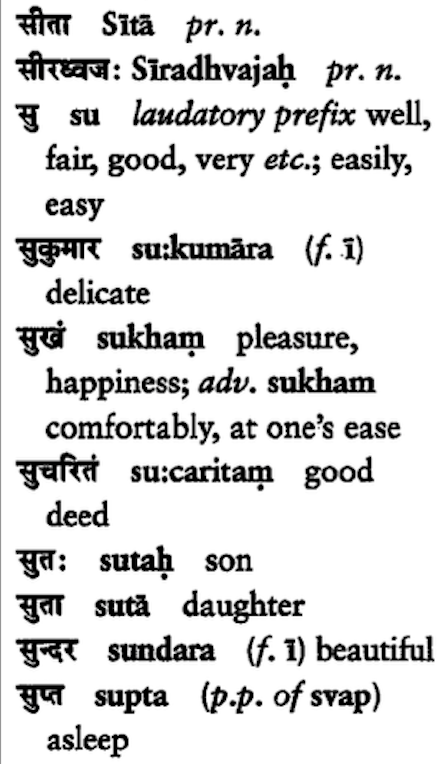 सीता Sītā pr. n.
सीरध्वजः Sīradhvajaḥ pr. n.
सु su laudatory prefix well,
fair, good, very etc.; easily,
easy
सुकुमार su:kumāra (f. ī)
delicate
सुखं sukhaṃ pleasure,
happiness; adv. sukham
comfortably, at one's ease
सुचरितं su:caritaṃ good
deed
सुतः sutaḥ son
सुता sutā daughter
सुन्दर sundara (f. ī) beautiful
सुप्त supta (p.p. of svap)
asleep